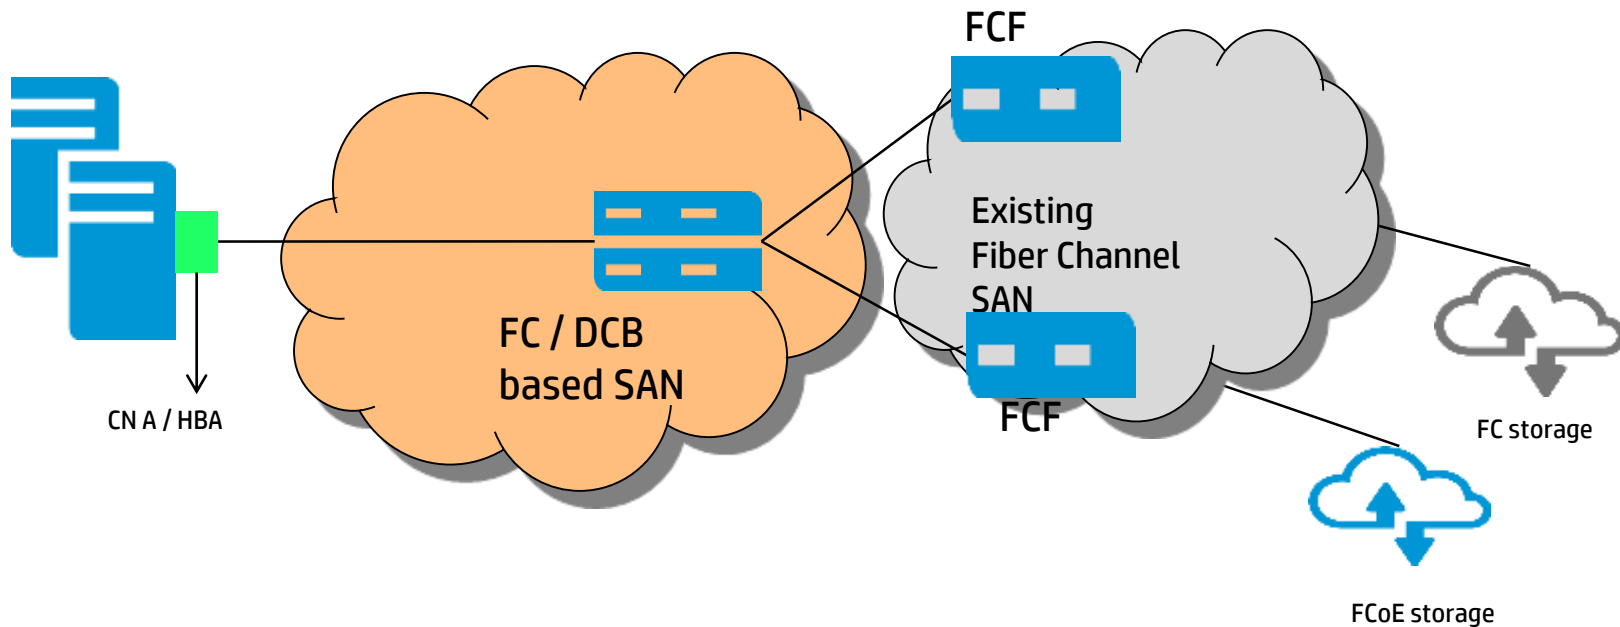 FCF
Existing
Fiber Channel
SAN
FC / DCB
based SAN
FCF
CN A / HBA
FC storage
FCoE storage